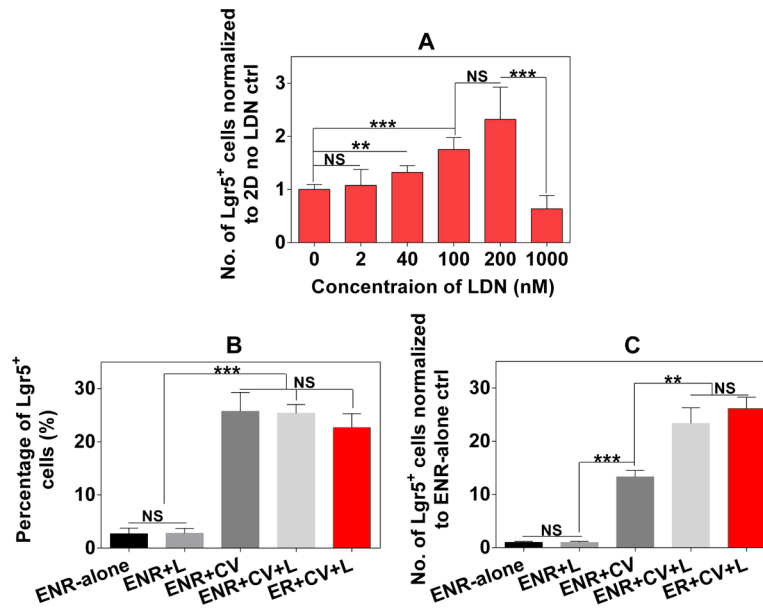 A
No. of Lgr5+ cells normalized
to 2D no LDN ctrl
3
2
1
0
NS
**
***
NS
***
0 2 40 100 200 1000
Concentraion of LDN (nM)
B
Percentage of Lgr5+
cells (%)
30
20
10
0
***
NS
NS
ENR-alone
ENR+L
ENR+CV
ENR+CV+L
ER+CV+L
C
No. of Lgr5+ cells normalized
to ENR-alone ctrl
30
20
10
0
**
NS
***
NS
ENR-alone
ENR+L
ENR+CV
ENR+CV+L
ER+CV+L